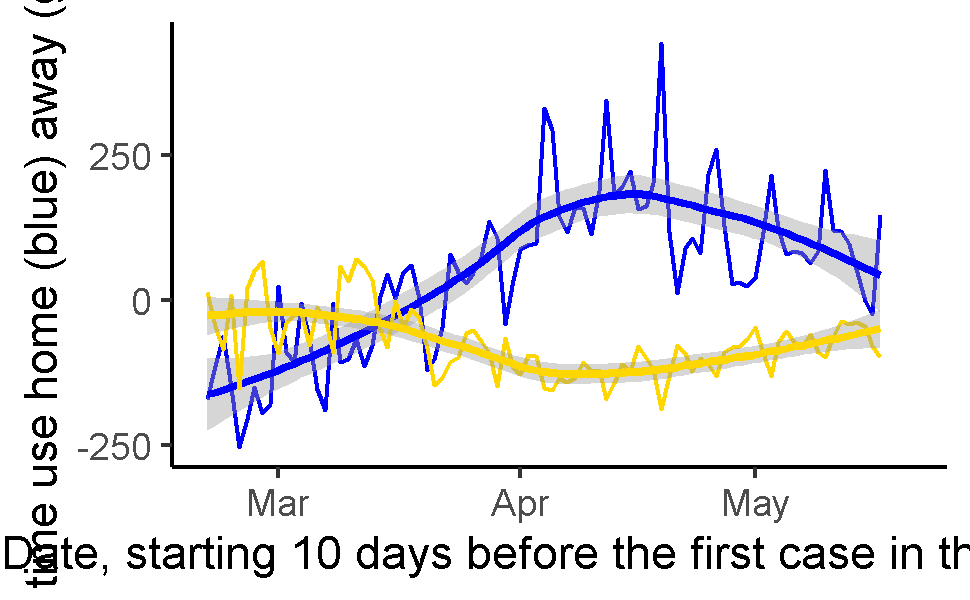 time use home (blue) away (
250
0
-250
Mar Apr May
Date, starting 10 days before the first case in th